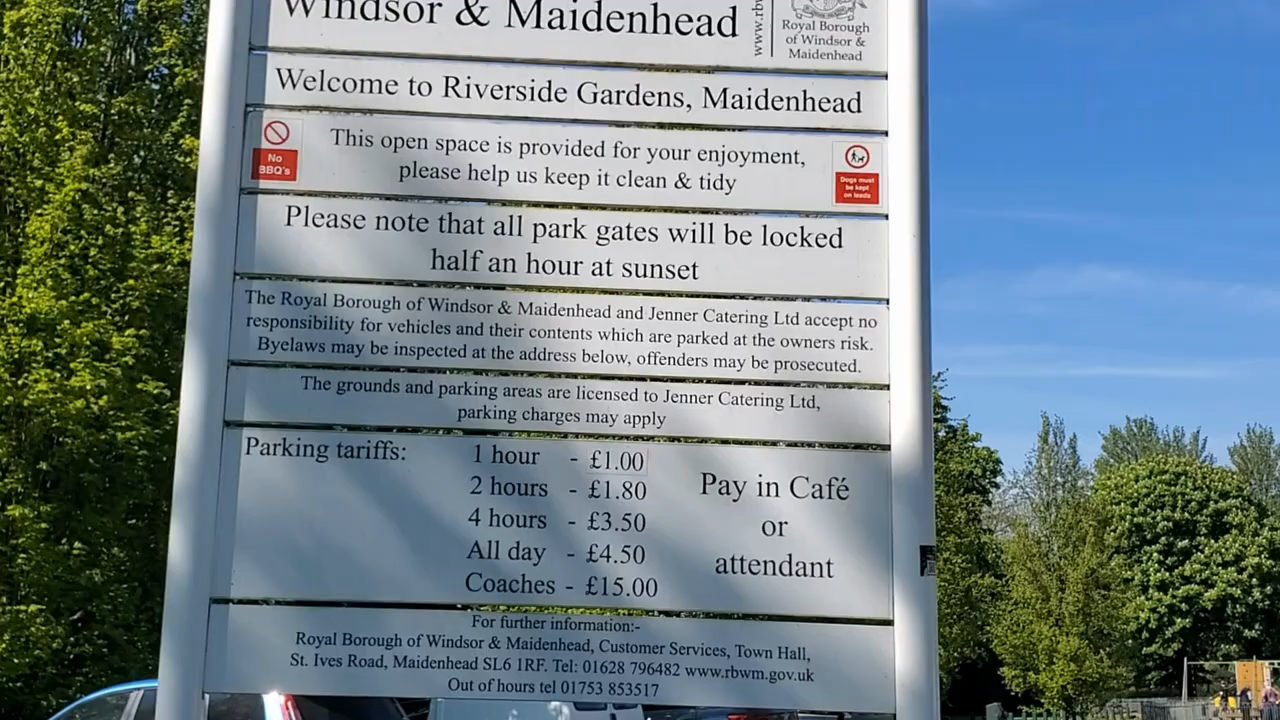 Windsor & Maidenhead
www.rbw
Royal Borough
of Windsor &
Maidenhead
Welcome to Riverside Gardens, Maidenhead
No
BBQ's
This open space is provided for your enjoyment,
please help us keep it clean & tidy
Dogs must
be kept
on leads
Please note that all park gates will be locked
half an hour at sunset
The Royal Borough of Windsor & Maidenhead and Jenner Catering Ltd accept no
responsibility for vehicles and their contents which are parked at the owners risk.
Byelaws may be inspected at the address below, offenders may be prosecuted.
The grounds and parking areas are licensed to Jenner Catering Ltd,
parking charges may apply
Parking tariffs:
1 hour - £1.00
2 hours - £1.80
4 hours - £3.50
All day - £4.50
Coaches - £15.00
Pay in Café
or
attendant
For further information:-
Royal Borough of Windsor & Maidenhead, Customer Services, Town Hall,
St. Ives Road, Maidenhead SL6 1RF. Tel: 01628 796482 www.rbwm.gov.uk
Out of hours tel 01753 853517